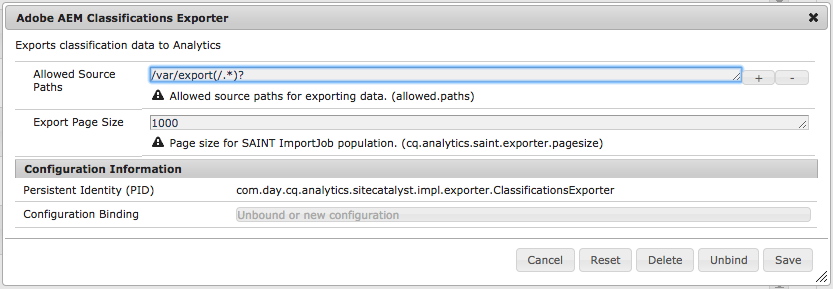 Adobe AEM Classifications Exporter
Exports classification data to Analytics
Allowed Source Paths
/var/export(/.*)?
+ -
Allowed source paths for exporting data. (allowed.paths)
Export Page Size
1000
Page size for SAINT ImportJob population. (cq.analytics.saint.exporter.pagesize)
Configuration Information
Persistent Identity (PID)
com.day.cq.analytics.sitecatalyst.impl.exporter.ClassificationsExporter
Configuration Binding
Unbound or new configuration
Cancel Reset Delete Unbind Save